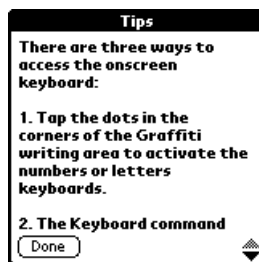 Tips
There are three ways to
access the onscreen
keyboard:
1. Tap the dots in the
corners of the Graffiti
writing area to activate the
numbers or letters
keyboards.
2. The Keyboard command
Done